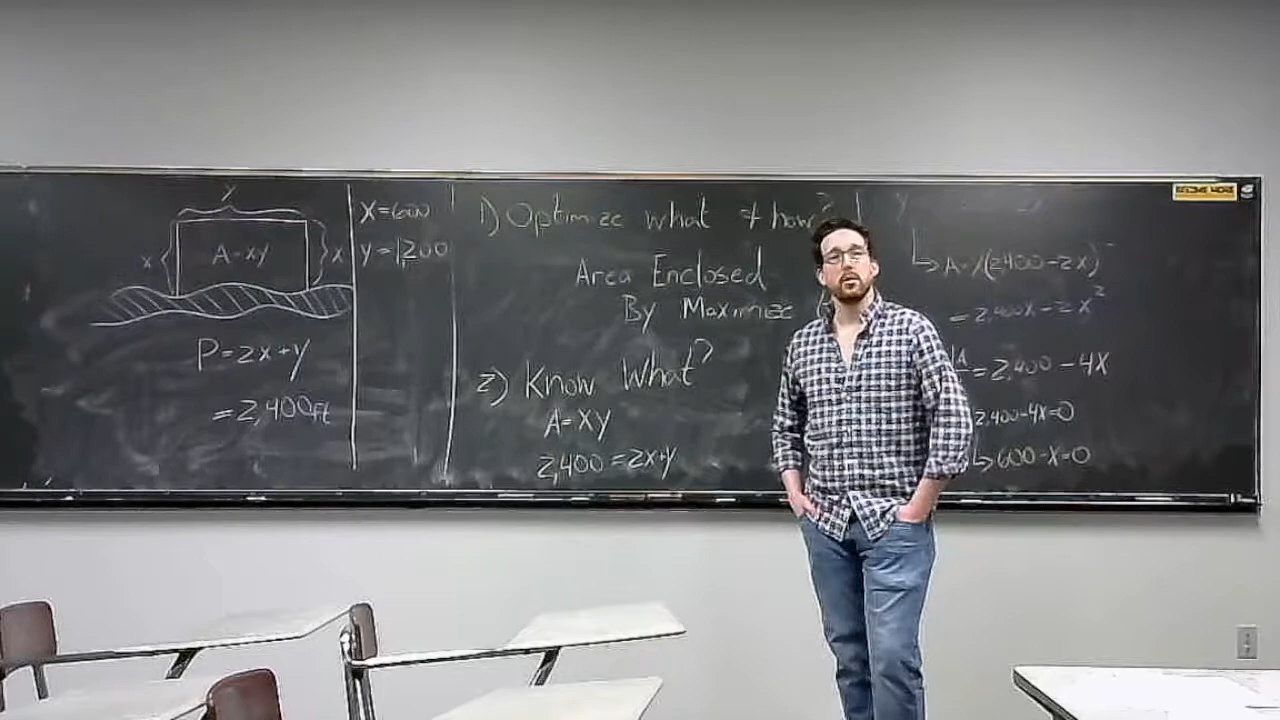 y
x
A=xy
x
P=2x+y
=2,400ft
X=600
y=1,200
1) Optimize what & how?
Area Enclosed
By Maximize
2) Know What?
A=XY
2,400=2x+y
A=x(2400-2x)
=2,400x-2x²
=2,400-4X
2,400-4x=0
600-x=0